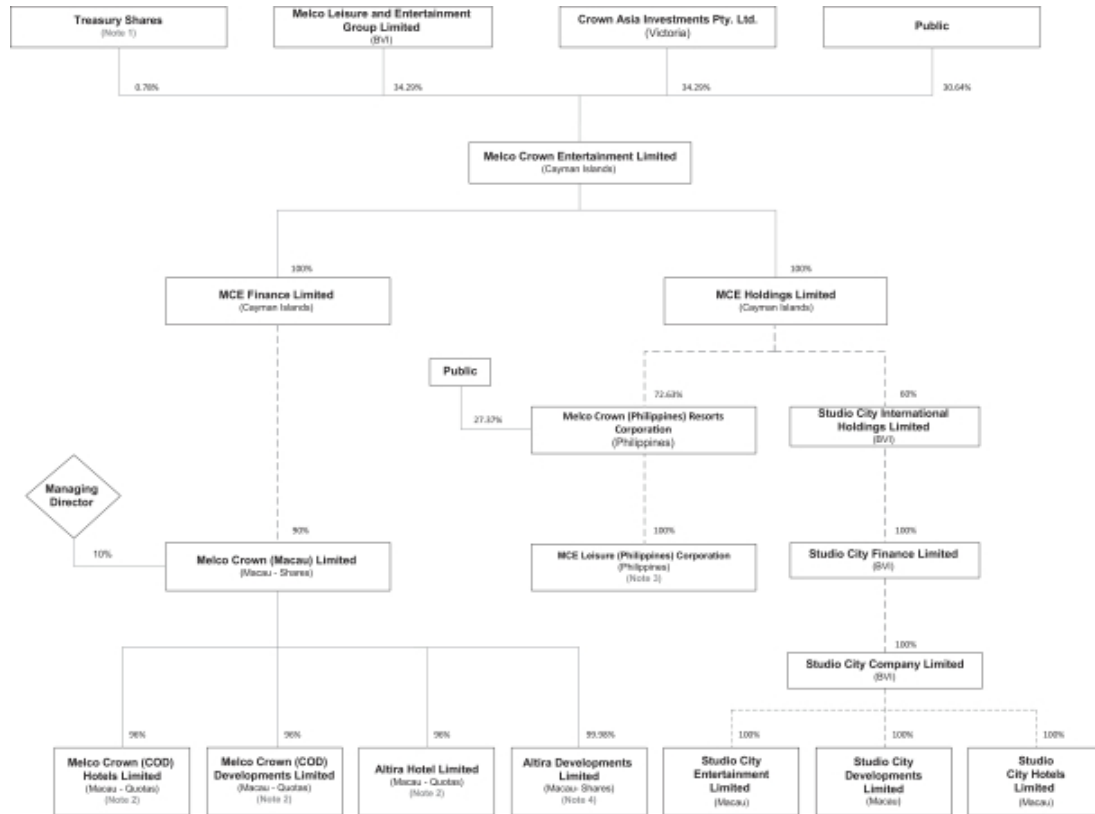 Treasury Shares
(Note 1)
Melco Leisure and Entertainment
Group Limited
(BVI)
Crown Asia Investments Pty. Ltd.
(Victoria)
Public
0.78%
34.29%
34.29%
30.64%
Melco Crown Entertainment Limited
(Cayman Islands)
100%
100%
MCE Finance Limited
(Cayman Islands)
MCE Holdings Limited
(Cayman Islands)
Public
27.37%
72.63%
60%
Melco Crown (Philippines) Resorts
Corporation
(Philippines)
Studio City International
Holdings Limited
(BVI)
Managing
Director
10%
90%
100%
100%
Melco Crown (Macau) Limited
(Macau - Shares)
MCE Leisure (Philippines) Corporation
(Philippines)
(Note 3)
Studio City Finance Limited
(BVI)
100%
Studio City Company Limited
(BVI)
96%
96%
96%
99.98%
100%
100%
100%
Melco Crown (COD)
Hotels Limited
(Macau - Quotas)
(Note 2)
Melco Crown (COD)
Developments Limited
(Macau - Quotas)
(Note 2)
Altira Hotel Limited
(Macau - Quotas)
(Note 2)
Altira Developments
Limited
(Macau- Shares)
(Note 4)
Studio City
Entertainment
Limited
(Macau)
Studio City
Developments
Limited
(Macau)
Studio
City Hotels
Limited
(Macau)